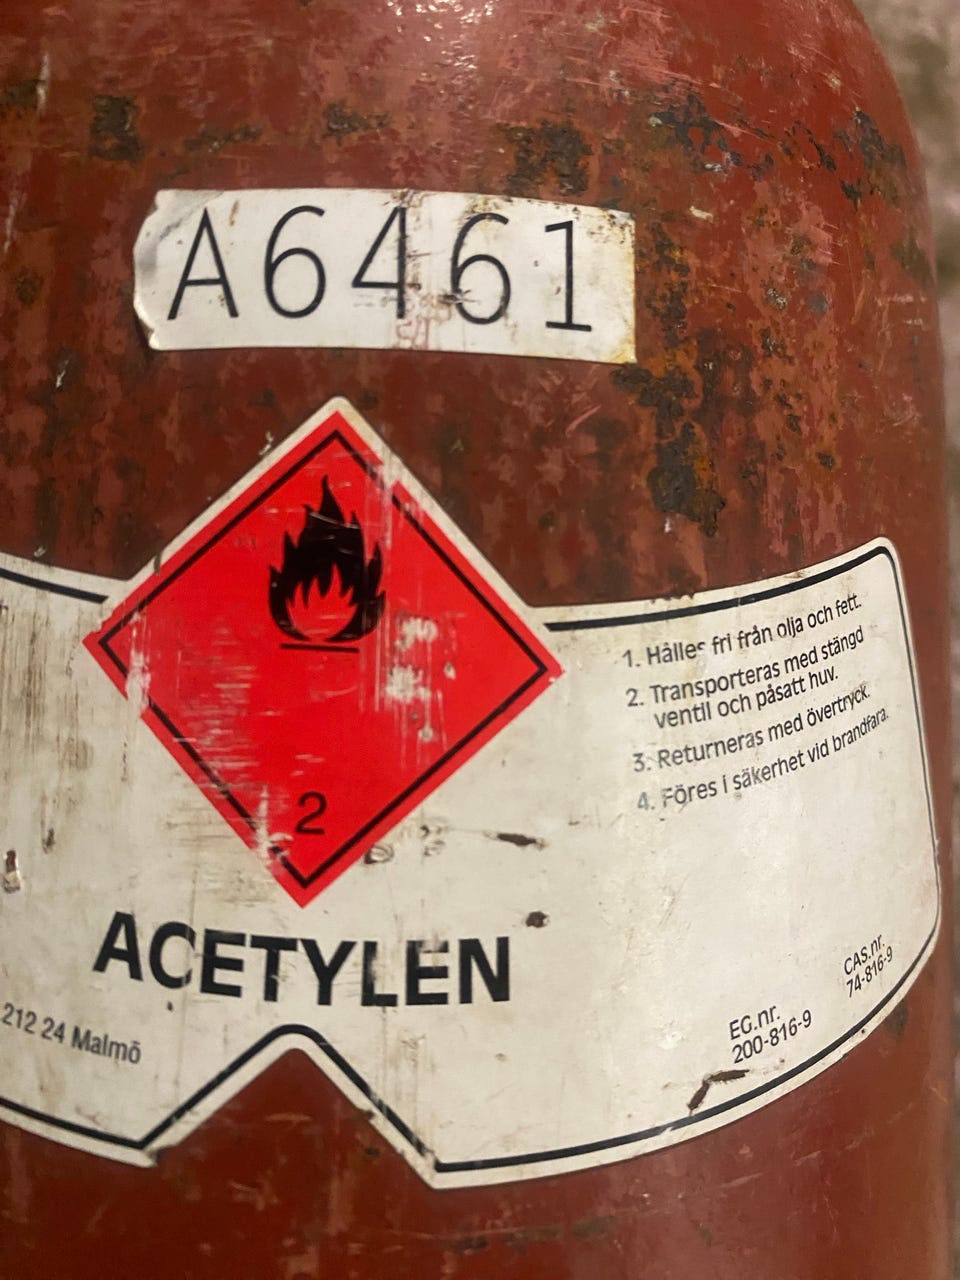 A6461
2
1. Hålles fri från olja och fett.
2. Transporteras med stängd
ventil och påsatt huv.
3. Returneras med övertryck.
4. Föres i säkerhet vid brandfara.
ACETYLEN
212 24 Malmö
EG.nr.
200-816-9
CAS.nr.
74-816-9